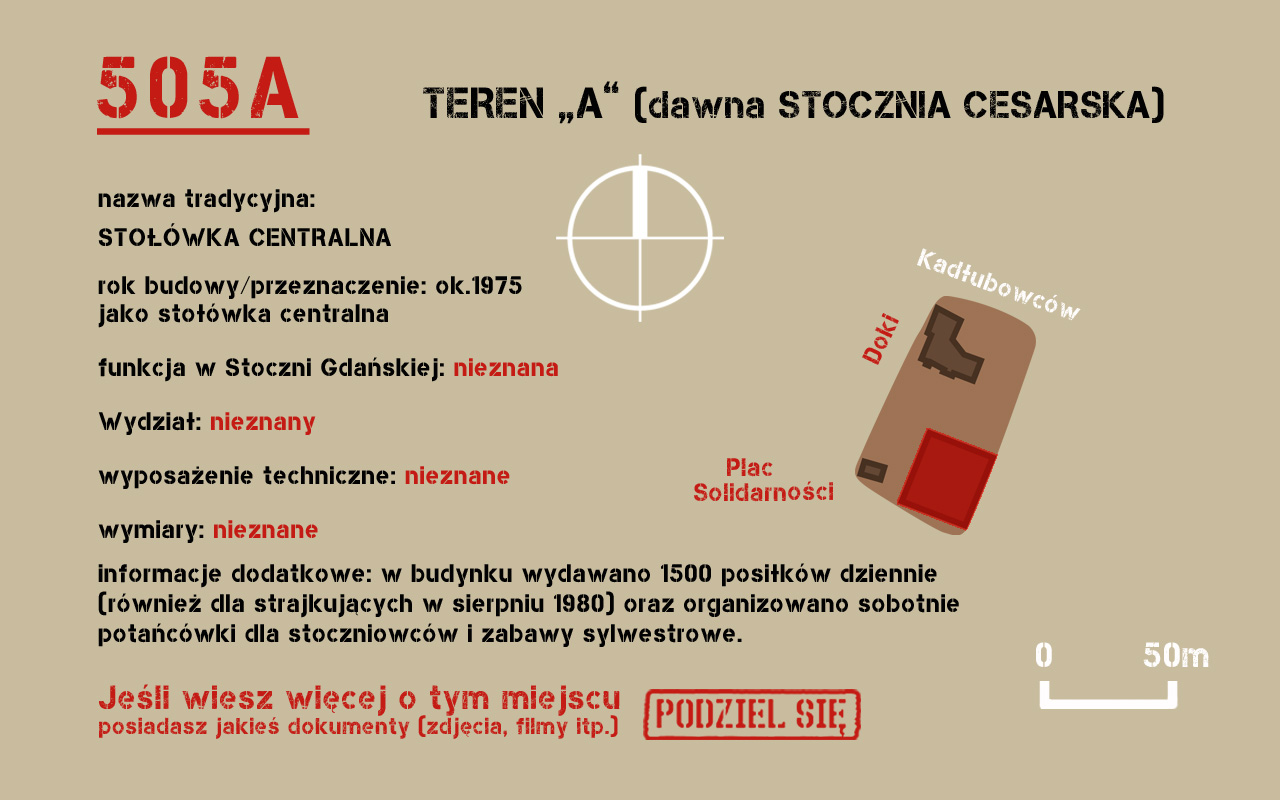 505A
TEREN „A“ (dawna STOCZNIA CESARSKA)
nazwa tradycyjna:
STOŁÓWKA CENTRALNA
rok budowy/przeznaczenie: ok.1975
jako stołówka centralna
funkcja w Stoczni Gdańskiej: nieznana
Wydział: nieznany
wyposażenie techniczne: nieznane
wymiary: nieznane
informacje dodatkowe: w budynku wydawano 1500 posiłków dziennie
(również dla strajkujących w sierpniu 1980) oraz organizowano sobotnie
potańcówki dla stoczniowców i zabawy sylwestrowe.
Jeśli wiesz więcej o tym miejscu
posiadasz jakieś dokumenty (zdjęcia, filmy itp.)
PODZIEL SIĘ
Kadłubowców
Doki
Plac
Solidarności
0 50m